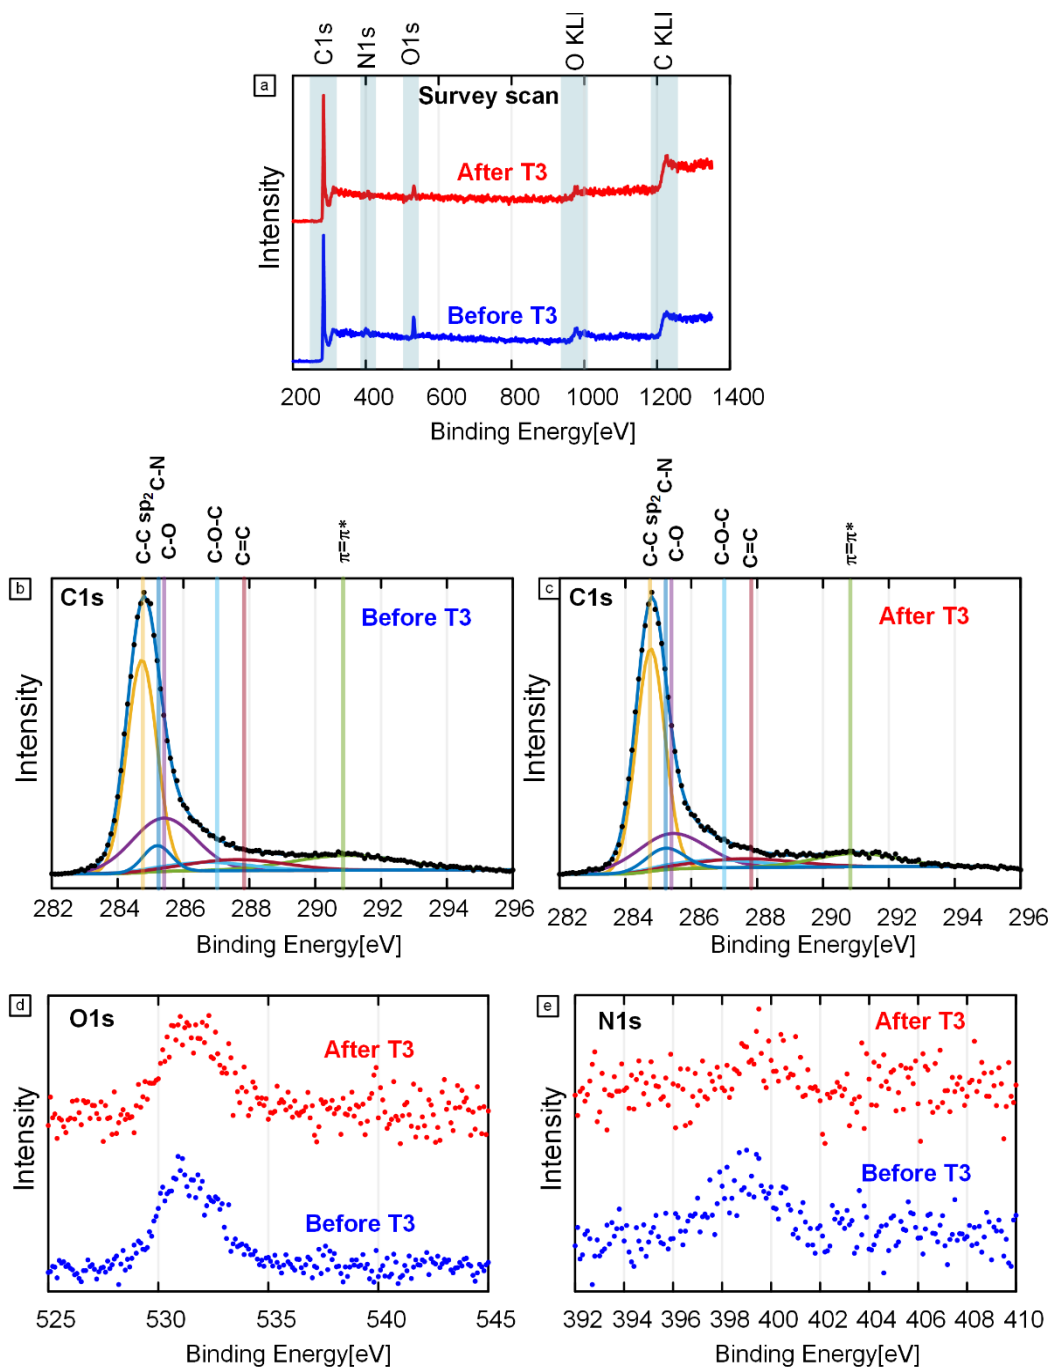 C1s
N1s
O1s
O KLI
C KLI
a
Survey scan
After T3
Before T3
Intensity
200 400 600 800 1000 1200 1400
Binding Energy[eV]
C-C sp2
C-N
C-O
C-O-C
C=C
π=π*
b
C1s
Before T3
Intensity
282 284 286 288 290 292 294 296
Binding Energy[eV]
C-C sp2
C-N
C-O
C-O-C
C=C
π=π*
c
C1s
After T3
Intensity
282 284 286 288 290 292 294 296
Binding Energy[eV]
d
O1s
After T3
Before T3
Intensity
525 530 535 540 545
Binding Energy[eV]
e
N1s
After T3
Before T3
Intensity
392 394 396 398 400 402 404 406 408 410
Binding Energy[eV]